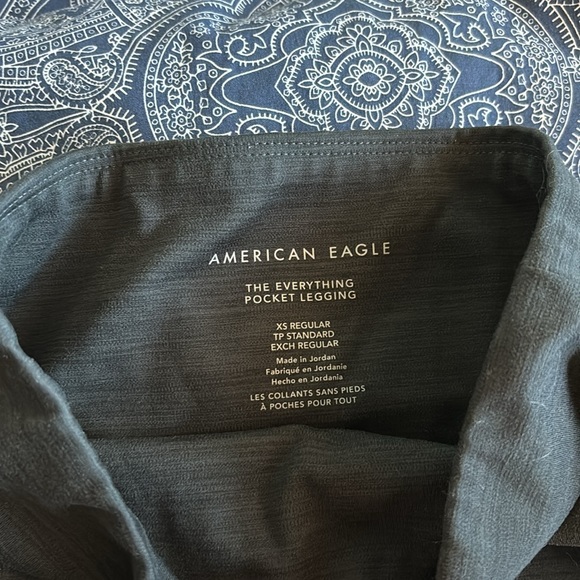 AMERICAN EAGLE
THE EVERYTHING
POCKET LEGGING
XS REGULAR
TP STANDARD
EXCH REGULAR
Made in Jordan
Fabriqué en Jordanie
Hecho en Jordania
LES COLLANTS SANS PIEDS
À POCHES POUR TOUT